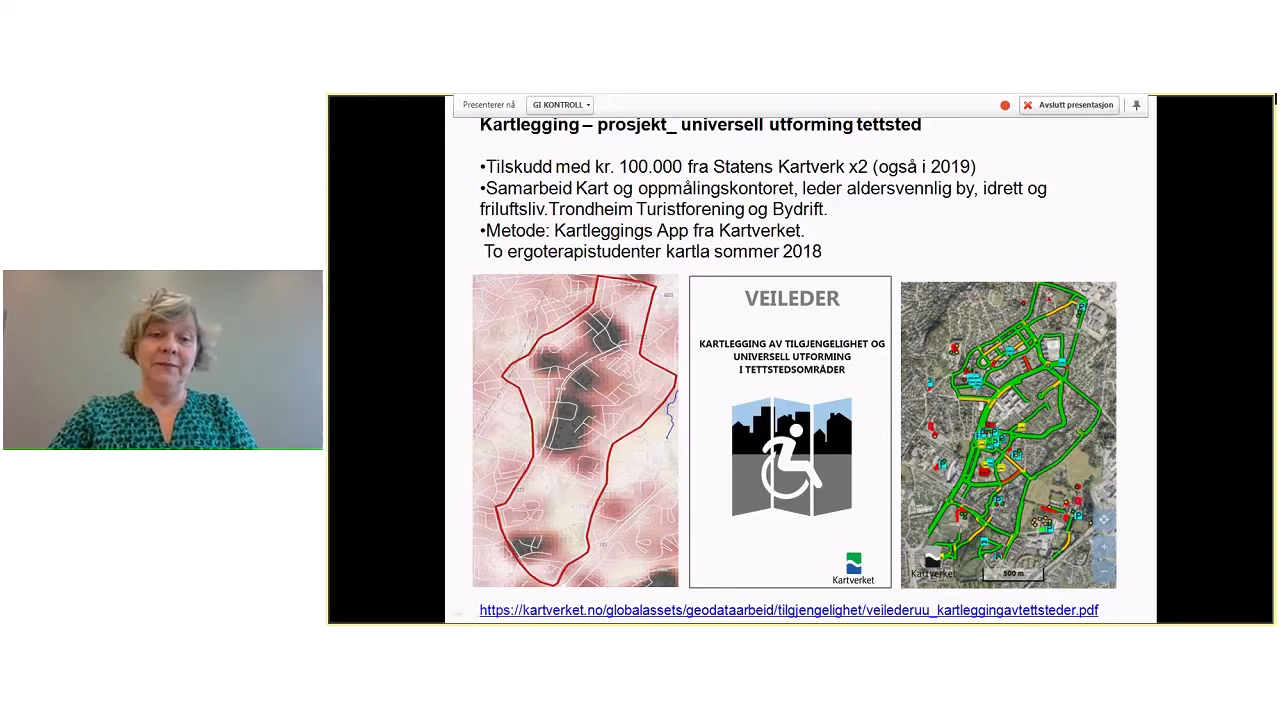 Presenterer nå
GI KONTROLL
Avslutt presentasjon
Kartlegging – prosjekt_ universell utforming tettsted
•Tilskudd med kr. 100.000 fra Statens Kartverk x2 (også i 2019)
•Samarbeid Kart og oppmålingskontoret, leder aldersvennlig by, idrett og
friluftsliv.Trondheim Turistforening og Bydrift.
•Metode: Kartleggings App fra Kartverket.
To ergoterapistudenter kartla sommer 2018
VEILEDER
KARTLEGGING AV TILGJENGELIGHET OG
UNIVERSELL UTFORMING
I TETTSTEDSOMRÅDER
Kartverket
Kartverket
500 m
https://kartverket.no/globalassets/geodataarbeid/tilgjengelighet/veilederuu_kartleggingavtettsteder.pdf